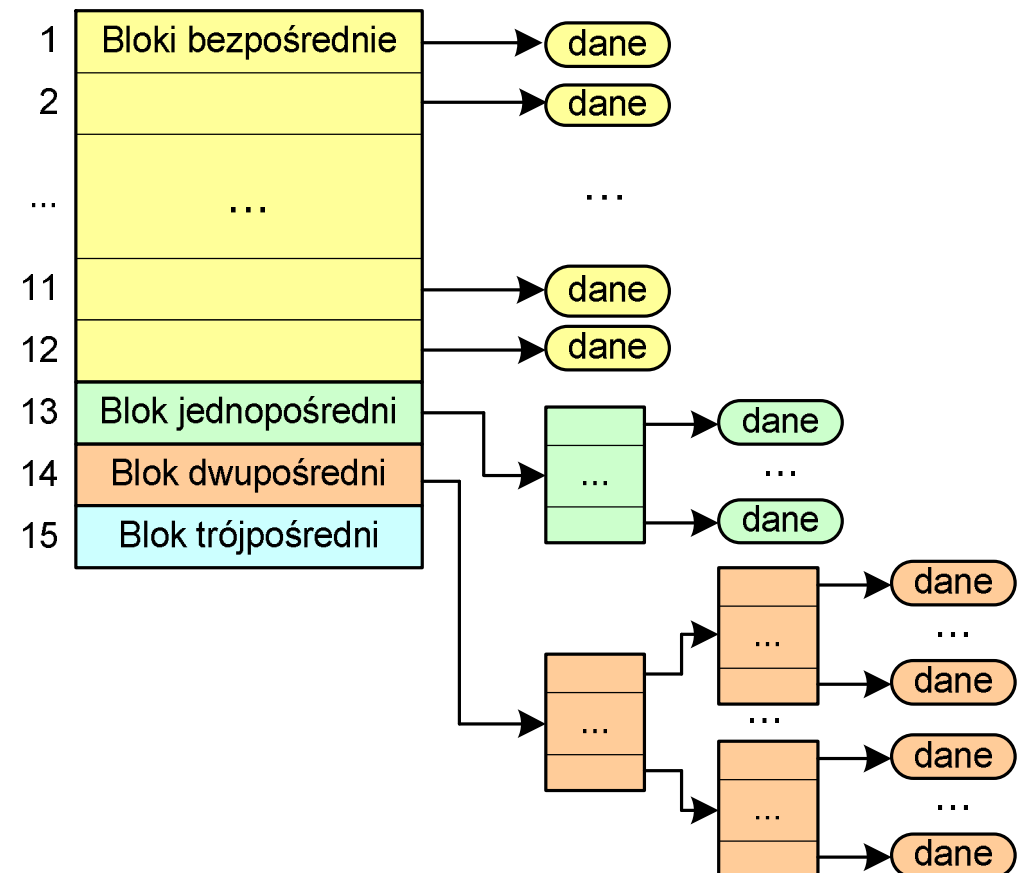 1 Bloki bezpośrednie dane
2 dane
... ... ...
11 dane
12 dane
13 Blok jednopośredni dane
14 Blok dwupośredni ... ...
15 Blok trójpośredni dane
dane
... ...
dane
... ...
dane
... ...
dane